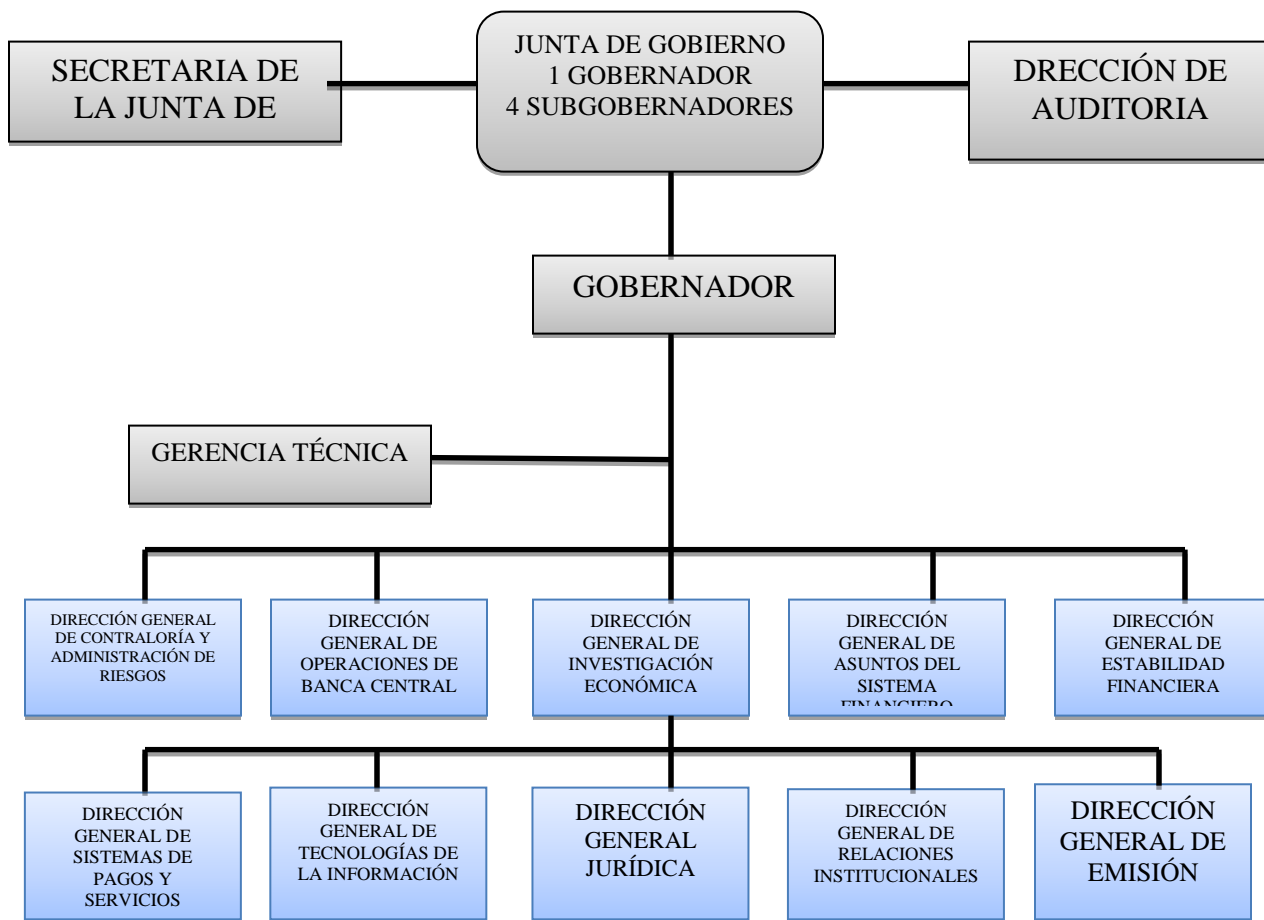 SECRETARIA DE
LA JUNTA DE
JUNTA DE GOBIERNO
1 GOBERNADOR
4 SUBGOBERNADORES
DRECCIÓN DE
AUDITORIA
GOBERNADOR
GERENCIA TÉCNICA
DIRECCIÓN GENERAL
DE CONTRALORÍA Y
ADMINISTRACIÓN DE
RIESGOS
DIRECCIÓN
GENERAL DE
OPERACIONES DE
BANCA CENTRAL
DIRECCIÓN
GENERAL DE
INVESTIGACIÓN
ECONÓMICA
DIRECCIÓN
GENERAL DE
ASUNTOS DEL
SISTEMA
FINANCIERO
DIRECCIÓN
GENERAL DE
ESTABILIDAD
FINANCIERA
DIRECCIÓN
GENERAL DE
SISTEMAS DE
PAGOS Y
SERVICIOS
DIRECCIÓN
GENERAL DE
TECNOLOGÍAS DE
LA INFORMACIÓN
DIRECCIÓN
GENERAL
JURÍDICA
DIRECCIÓN
GENERAL DE
RELACIONES
INSTITUCIONALES
DIRECCIÓN
GENERAL DE
EMISIÓN